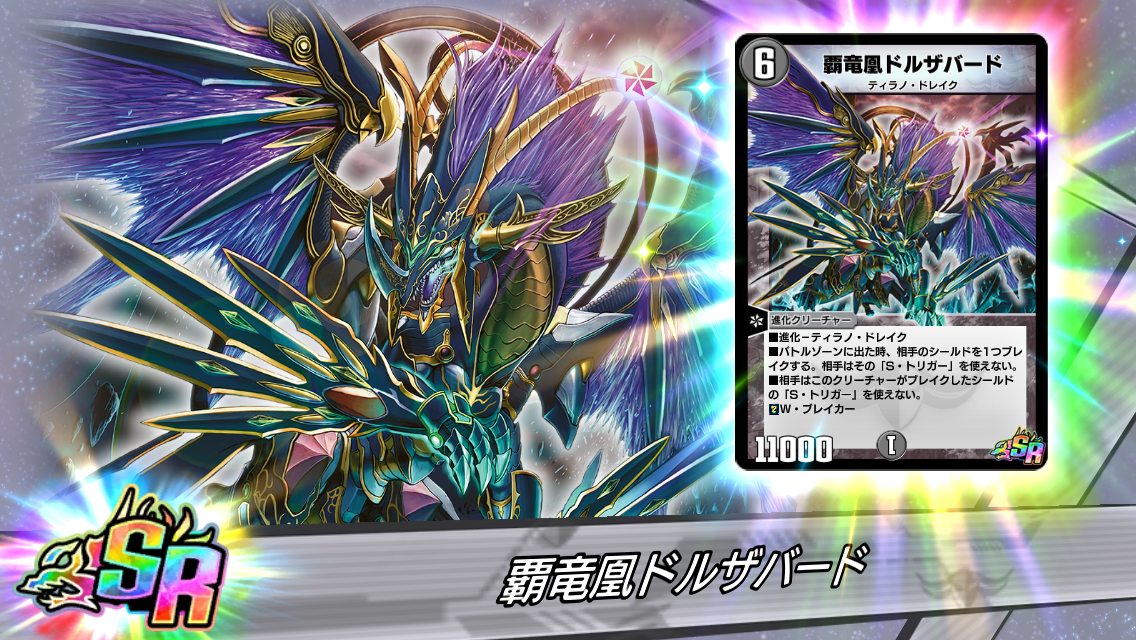 6
覇竜凰ドルザバード
ティラノ・ドレイク
進化クリーチャー
■進化－ティラノ・ドレイク
■バトルゾーンに出た時、相手のシールドを1つブレ
イクする。相手はその「S・トリガー」を使えない。
■相手はこのクリーチャーがブレイクしたシールド
の「S・トリガー」を使えない。
W・ブレイカー
11000
1
SR
SR
覇竜凰ドルザバード